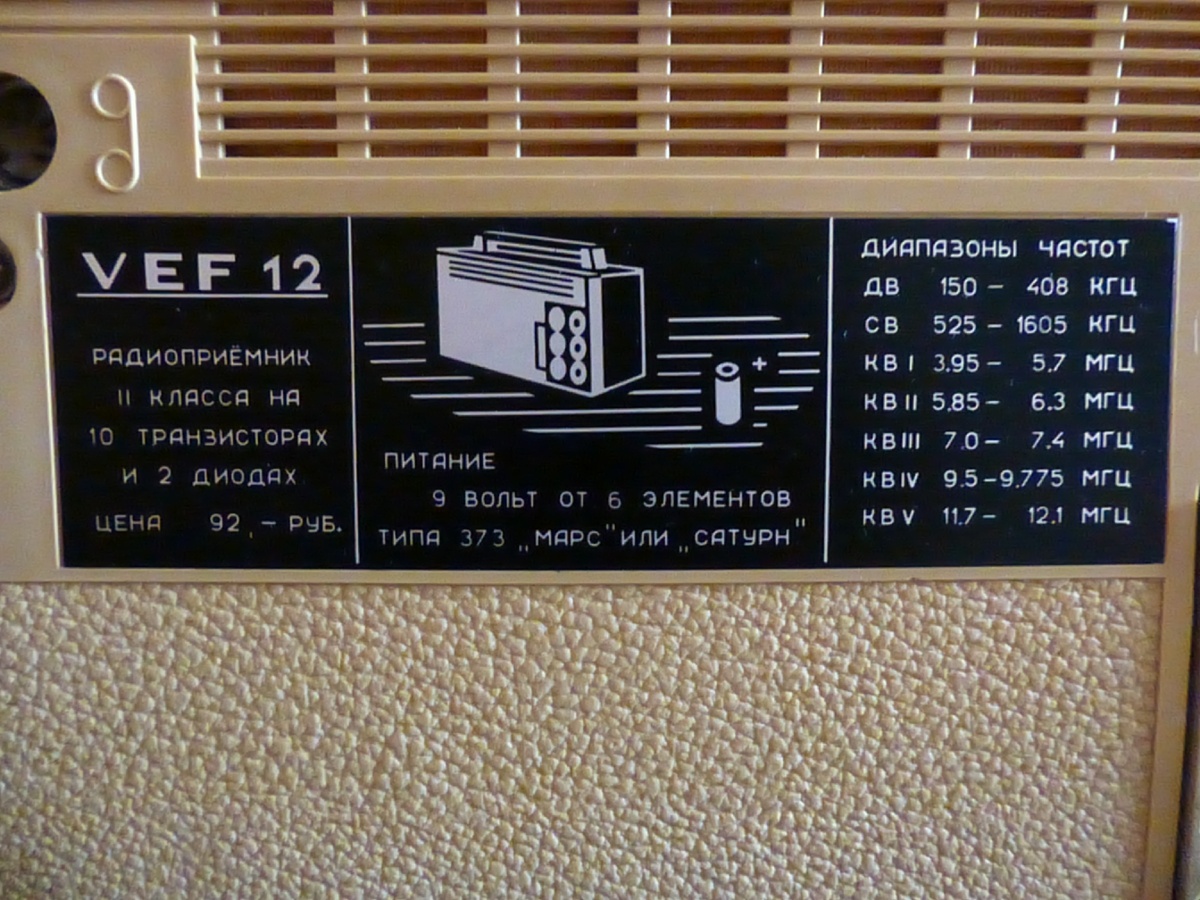 VEF 12
РАДИОПРИЁМНИК
II КЛАССА НА
10 ТРАНЗИСТОРАХ
И 2 ДИОДАХ
ЦЕНА 92,– РУБ.
+
ПИТАНИЕ
9 ВОЛЬТ ОТ 6 ЭЛЕМЕНТОВ
ТИПА 373 „МАРС" ИЛИ „САТУРН"
ДИАПАЗОНЫ ЧАСТОТ
ДВ 150 – 408 КГЦ
СВ 525 – 1605 КГЦ
КВ I 3.95 – 5.7 МГЦ
КВ II 5.85 – 6.3 МГЦ
КВ III 7.0 – 7.4 МГЦ
КВ IV 9.5 – 9.775 МГЦ
КВ V 11.7 – 12.1 МГЦ